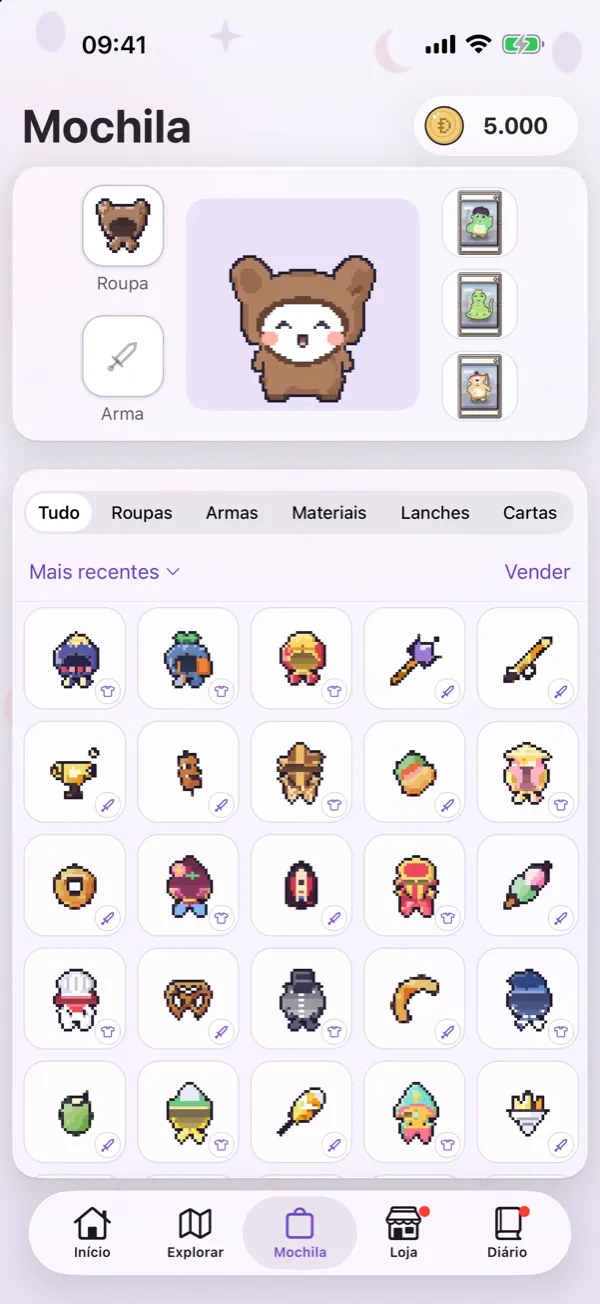 09:41
Mochila
5.000
Roupa
Arma
Tudo Roupas Armas Materiais Lanches Cartas
Mais recentes Vender
Início Explorar Mochila Loja Diário